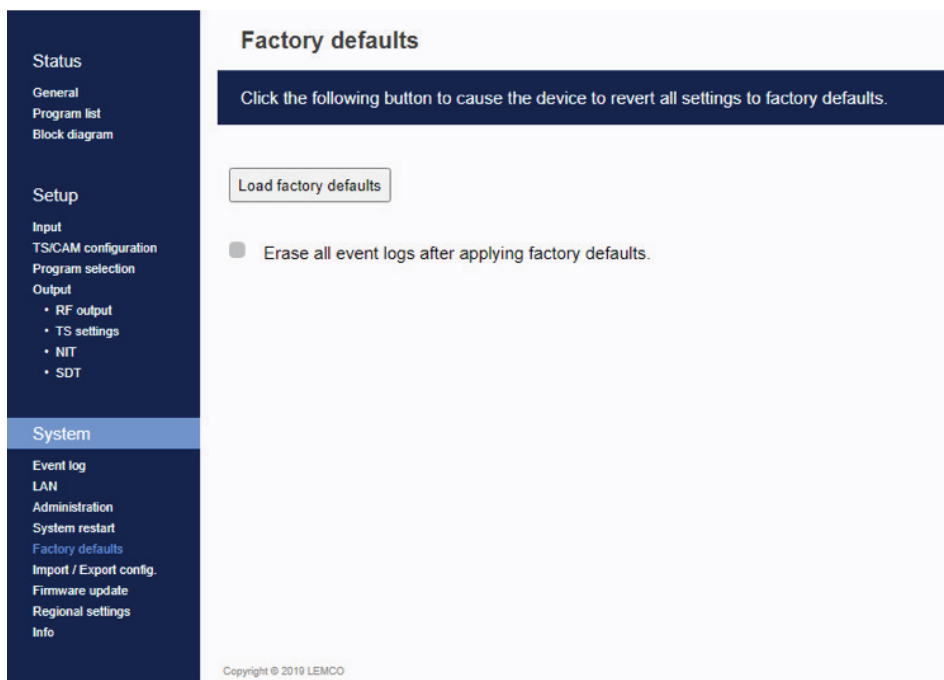 Status
General
Program list
Block diagram
Setup
Input
TS/CAM configuration
Program selection
Output
• RF output
• TS settings
• NIT
• SDT
System
Event log
LAN
Administration
System restart
Factory defaults
Import / Export config.
Firmware update
Regional settings
Info
Factory defaults
Click the following button to cause the device to revert all settings to factory defaults.
Load factory defaults
Erase all event logs after applying factory defaults.
Copyright © 2019 LEMCO